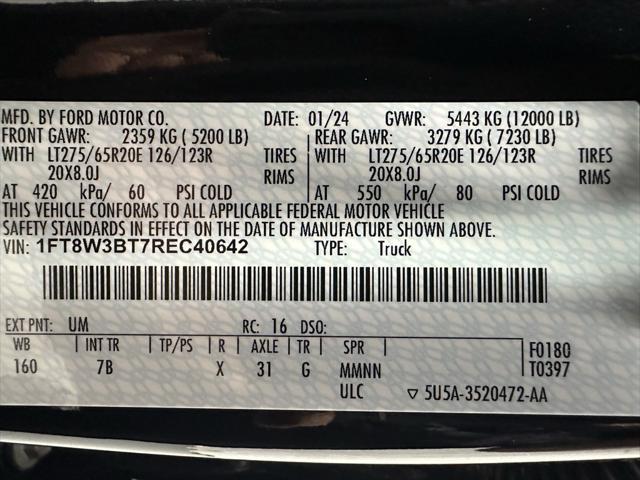 MFD. BY FORD MOTOR CO. DATE: 01/24 GVWR: 5443 KG (12000 LB)
FRONT GAWR: 2359 KG ( 5200 LB) REAR GAWR: 3279 KG ( 7230 LB)
WITH LT275/65R20E 126/123R TIRES WITH LT275/65R20E 126/123R TIRES
20X8.0J RIMS 20X8.0J RIMS
AT 420 kPa/ 60 PSI COLD AT 550 kPa/ 80 PSI COLD
THIS VEHICLE CONFORMS TO ALL APPLICABLE FEDERAL MOTOR VEHICLE
SAFETY STANDARDS IN EFFECT ON THE DATE OF MANUFACTURE SHOWN ABOVE.
VIN: 1FT8W3BT7REC40642 TYPE: Truck
EXT PNT: UM RC: 16 DSO:
WB INT TR TP/PS R AXLE TR SPR F0180
160 7B X 31 G MMNN T0397
ULC ▽ 5U5A-3520472-AA